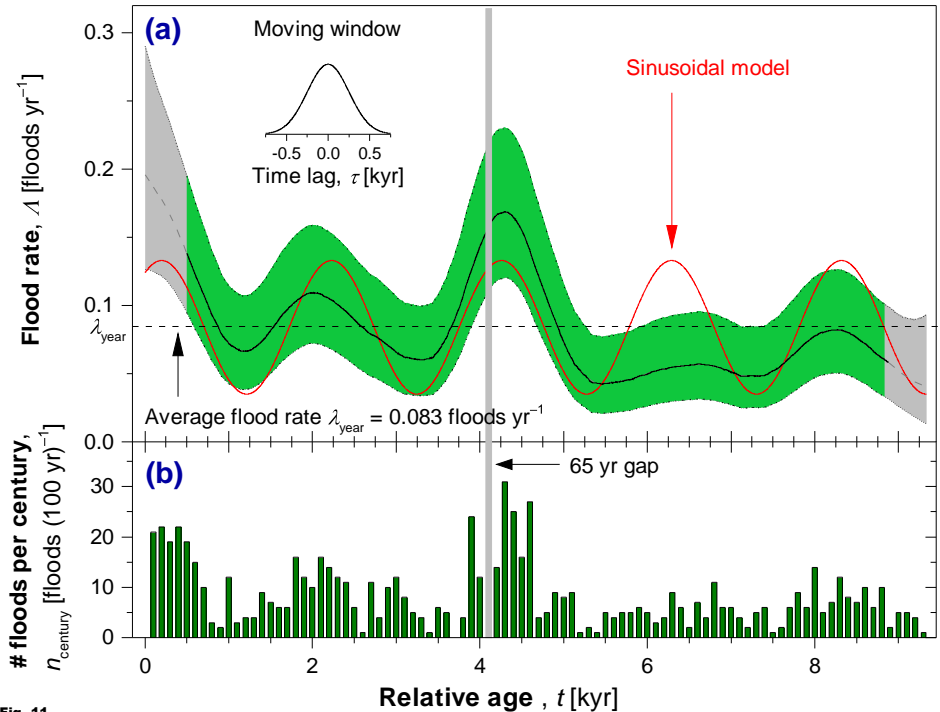 (a)
Moving window
Sinusoidal model
-0.5 0.0 0.5
Time lag, τ [kyr]
Flood rate, Λ [floods yr⁻¹]
0.3
0.2
0.1
λyear
0.0
Average flood rate λyear = 0.083 floods yr⁻¹
(b)
65 yr gap
# floods per century,
ncentury [floods (100 yr)⁻¹]
30
20
10
0
0 2 4 6 8
Relative age , t [kyr]
Fig. 11